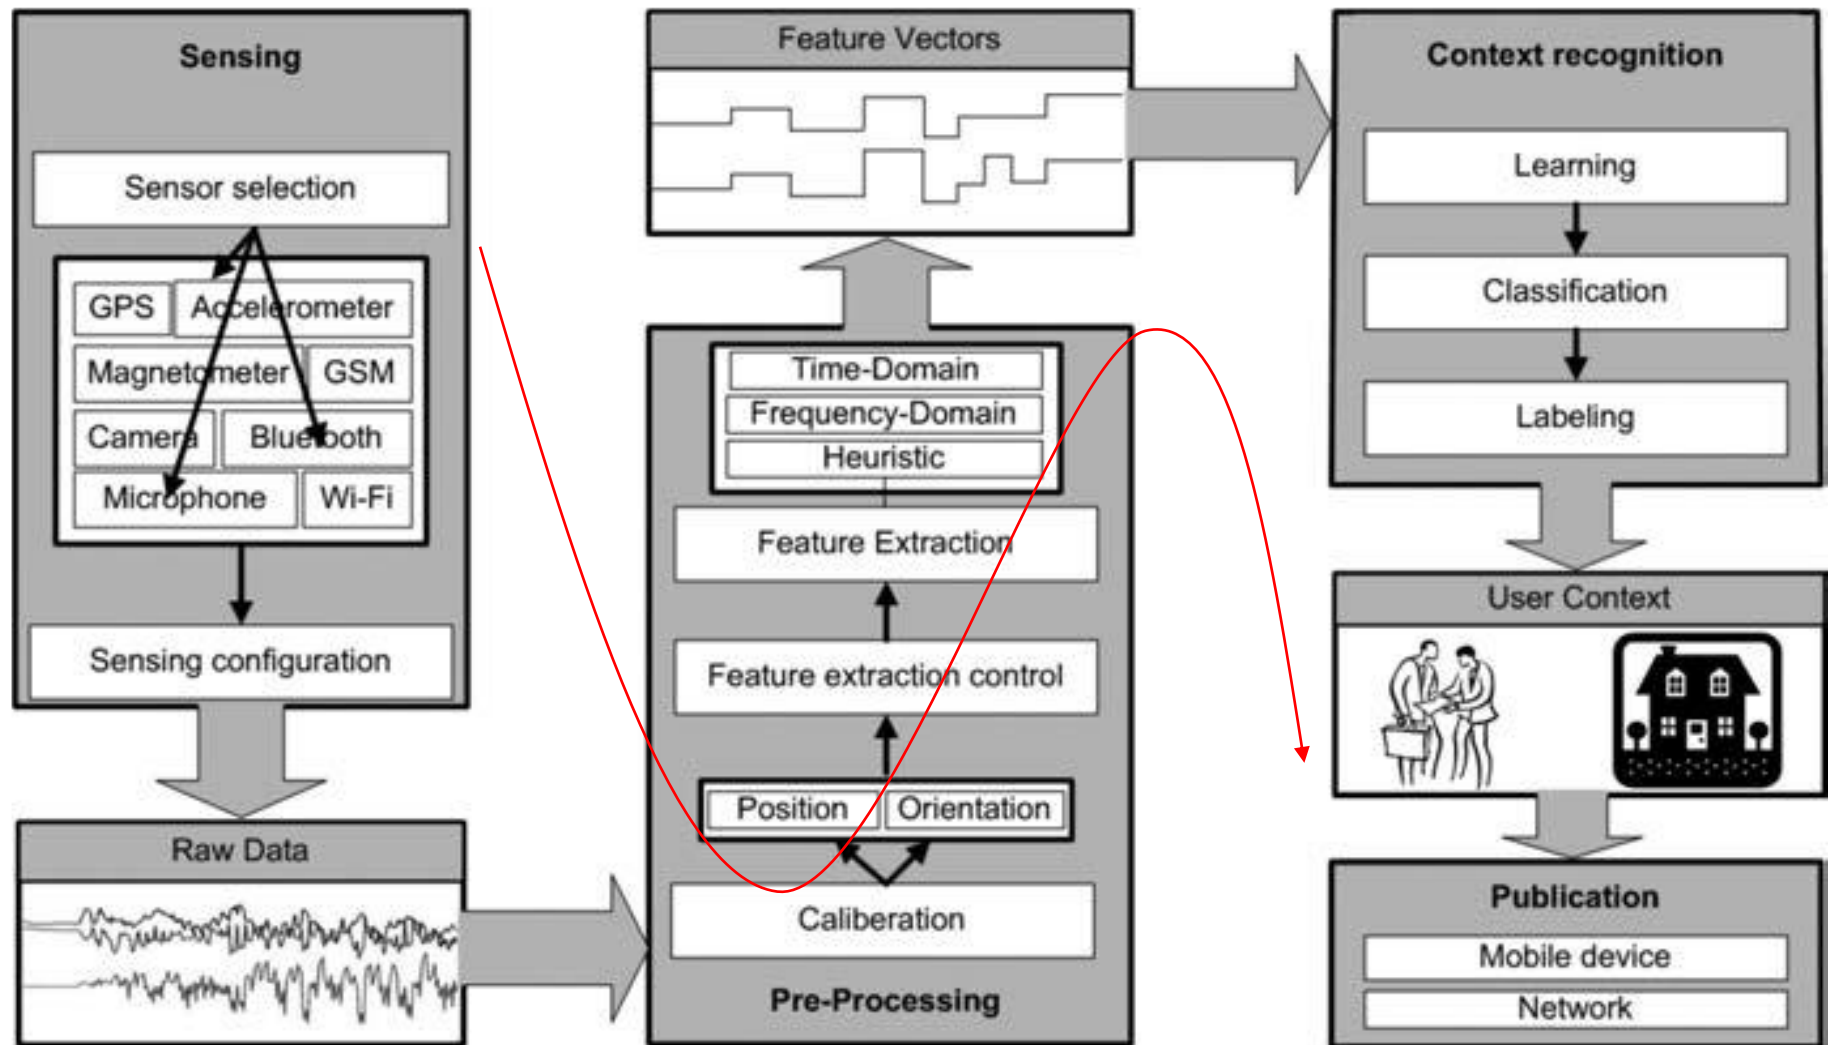 Sensing
Sensor selection
GPS
Accelerometer
Magnetometer
GSM
Camera
Bluetooth
Microphone
Wi-Fi
Sensing configuration
Raw Data
Feature Vectors
Time-Domain
Frequency-Domain
Heuristic
Feature Extraction
Feature extraction control
Position
Orientation
Caliberation
Pre-Processing
Context recognition
Learning
Classification
Labeling
User Context
Publication
Mobile device
Network